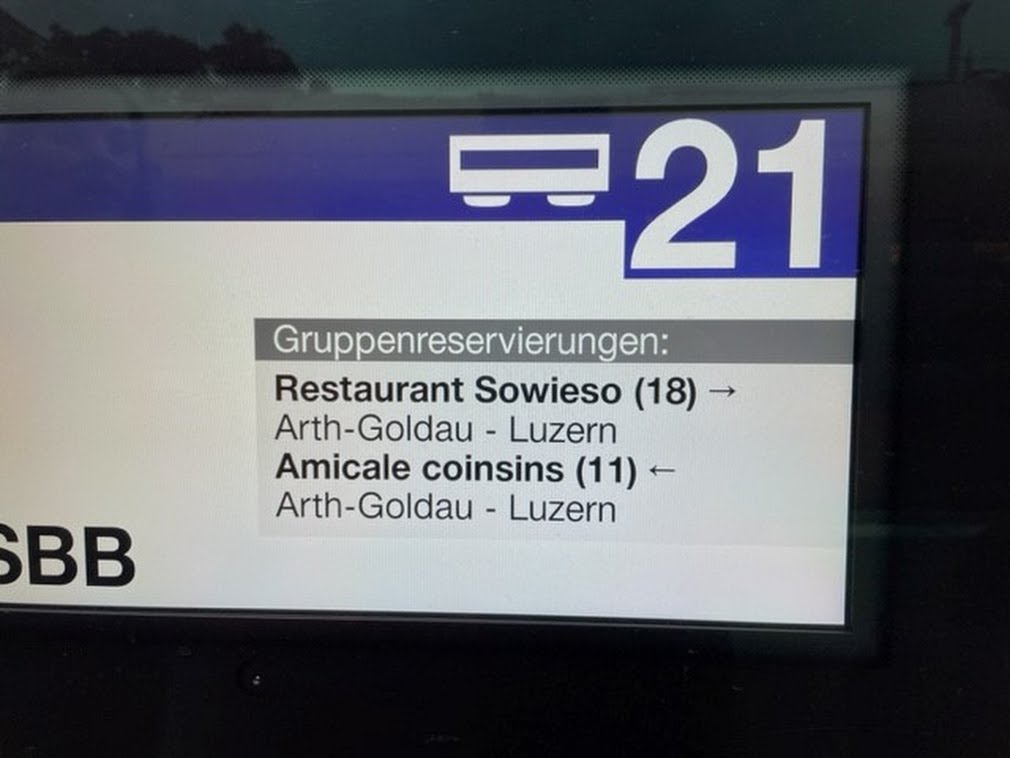 21
Gruppenreservierungen:
Restaurant Sowieso (18) →
Arth-Goldau - Luzern
Amicale coinsins (11) ←
Arth-Goldau - Luzern
SBB